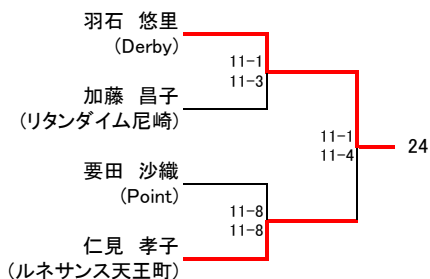 羽石　悠里
(Derby)
11-1
11-3
加藤　昌子
(リタンダイム尼崎)
11-1
11-4
24
要田　沙織
(Point)
11-8
11-8
仁見　孝子
(ルネサンス天王町)